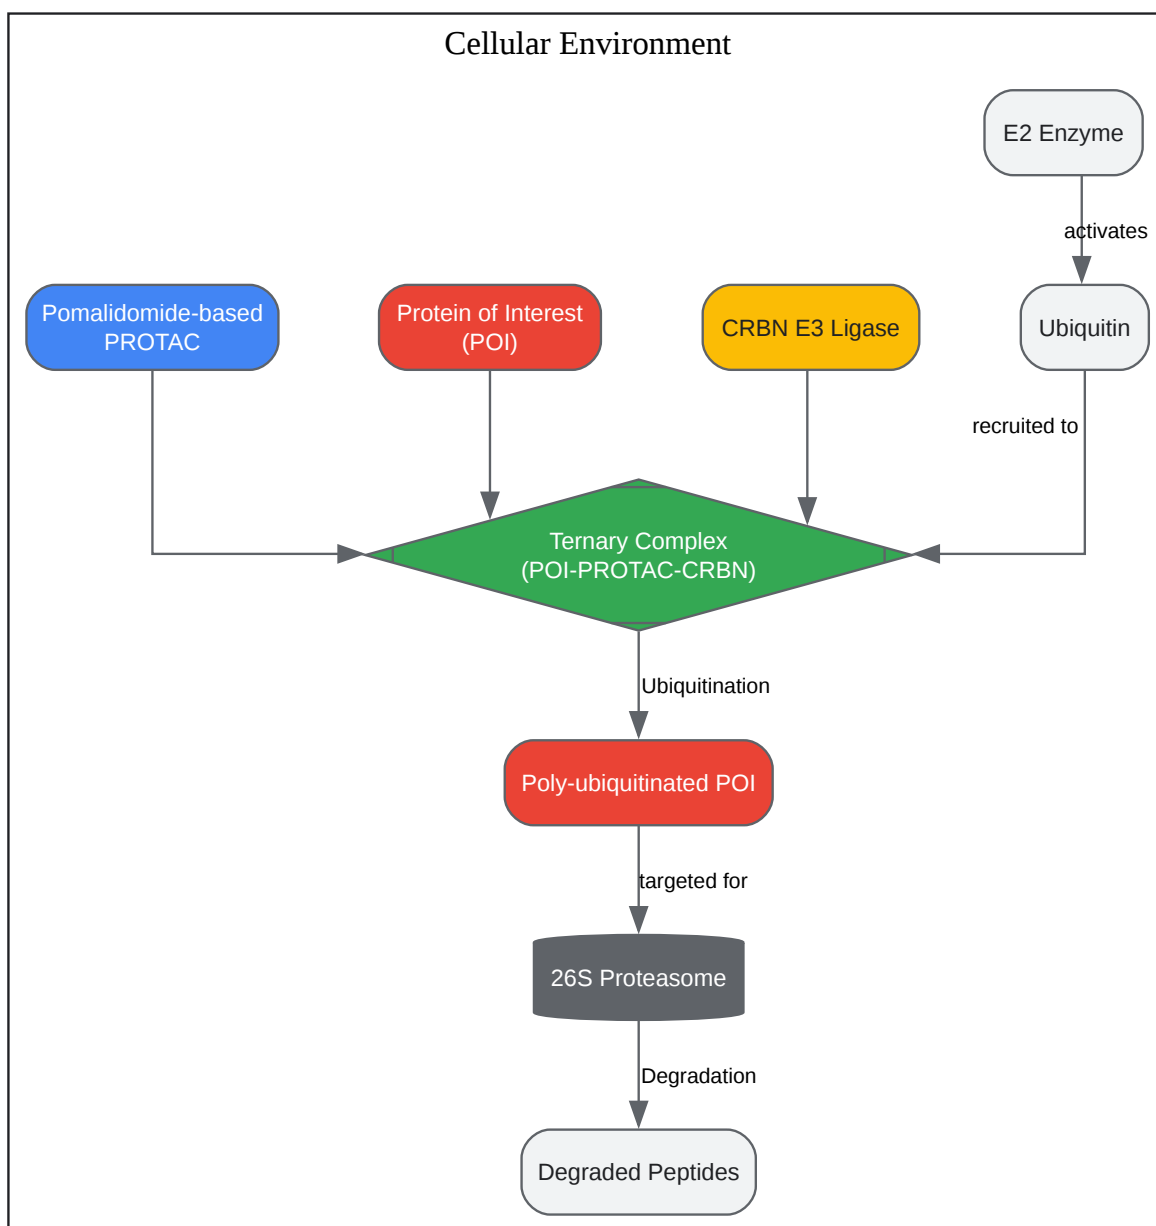 Cellular Environment
E2 Enzyme
activates
Pomalidomide-based
PROTAC
Protein of Interest
(POI)
CRBN E3 Ligase
Ubiquitin
recruited to
Ternary Complex
(POI-PROTAC-CRBN)
Ubiquitination
Poly-ubiquitinated POI
targeted for
26S Proteasome
Degradation
Degraded Peptides